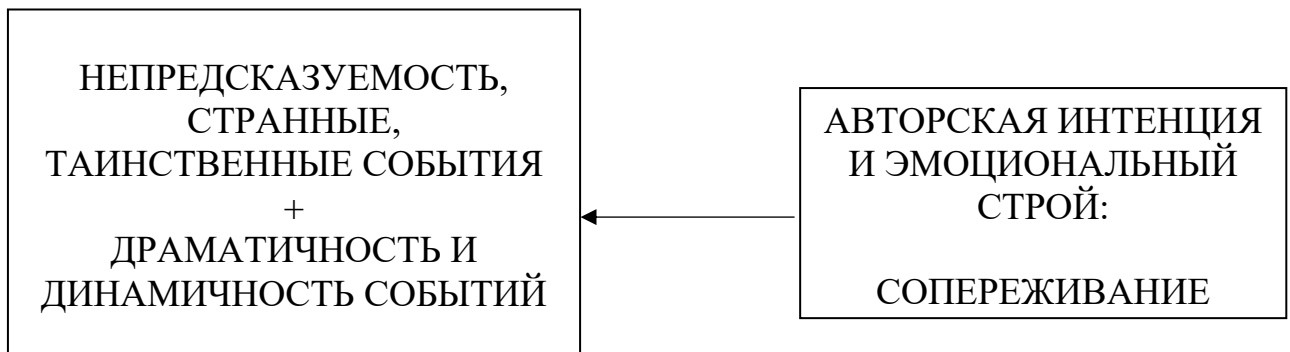 НЕПРЕДСКАЗУЕМОСТЬ,
СТРАННЫЕ,
ТАИНСТВЕННЫЕ СОБЫТИЯ
+
ДРАМАТИЧНОСТЬ И
ДИНАМИЧНОСТЬ СОБЫТИЙ
АВТОРСКАЯ ИНТЕНЦИЯ
И ЭМОЦИОНАЛЬНЫЙ
СТРОЙ:
СОПЕРЕЖИВАНИЕ